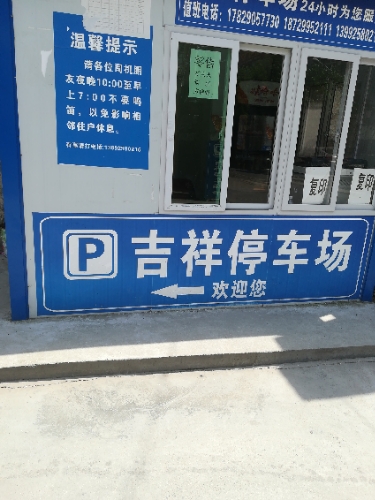 停车场24小时为您服
值班电话:17829057730 18729952111
温馨提示
请各位司机朋
友夜晚10:00至早
上7:00不要鸣
笛,以免影响相
邻住户休息。
复印
复印
P 吉祥停车场
欢迎您